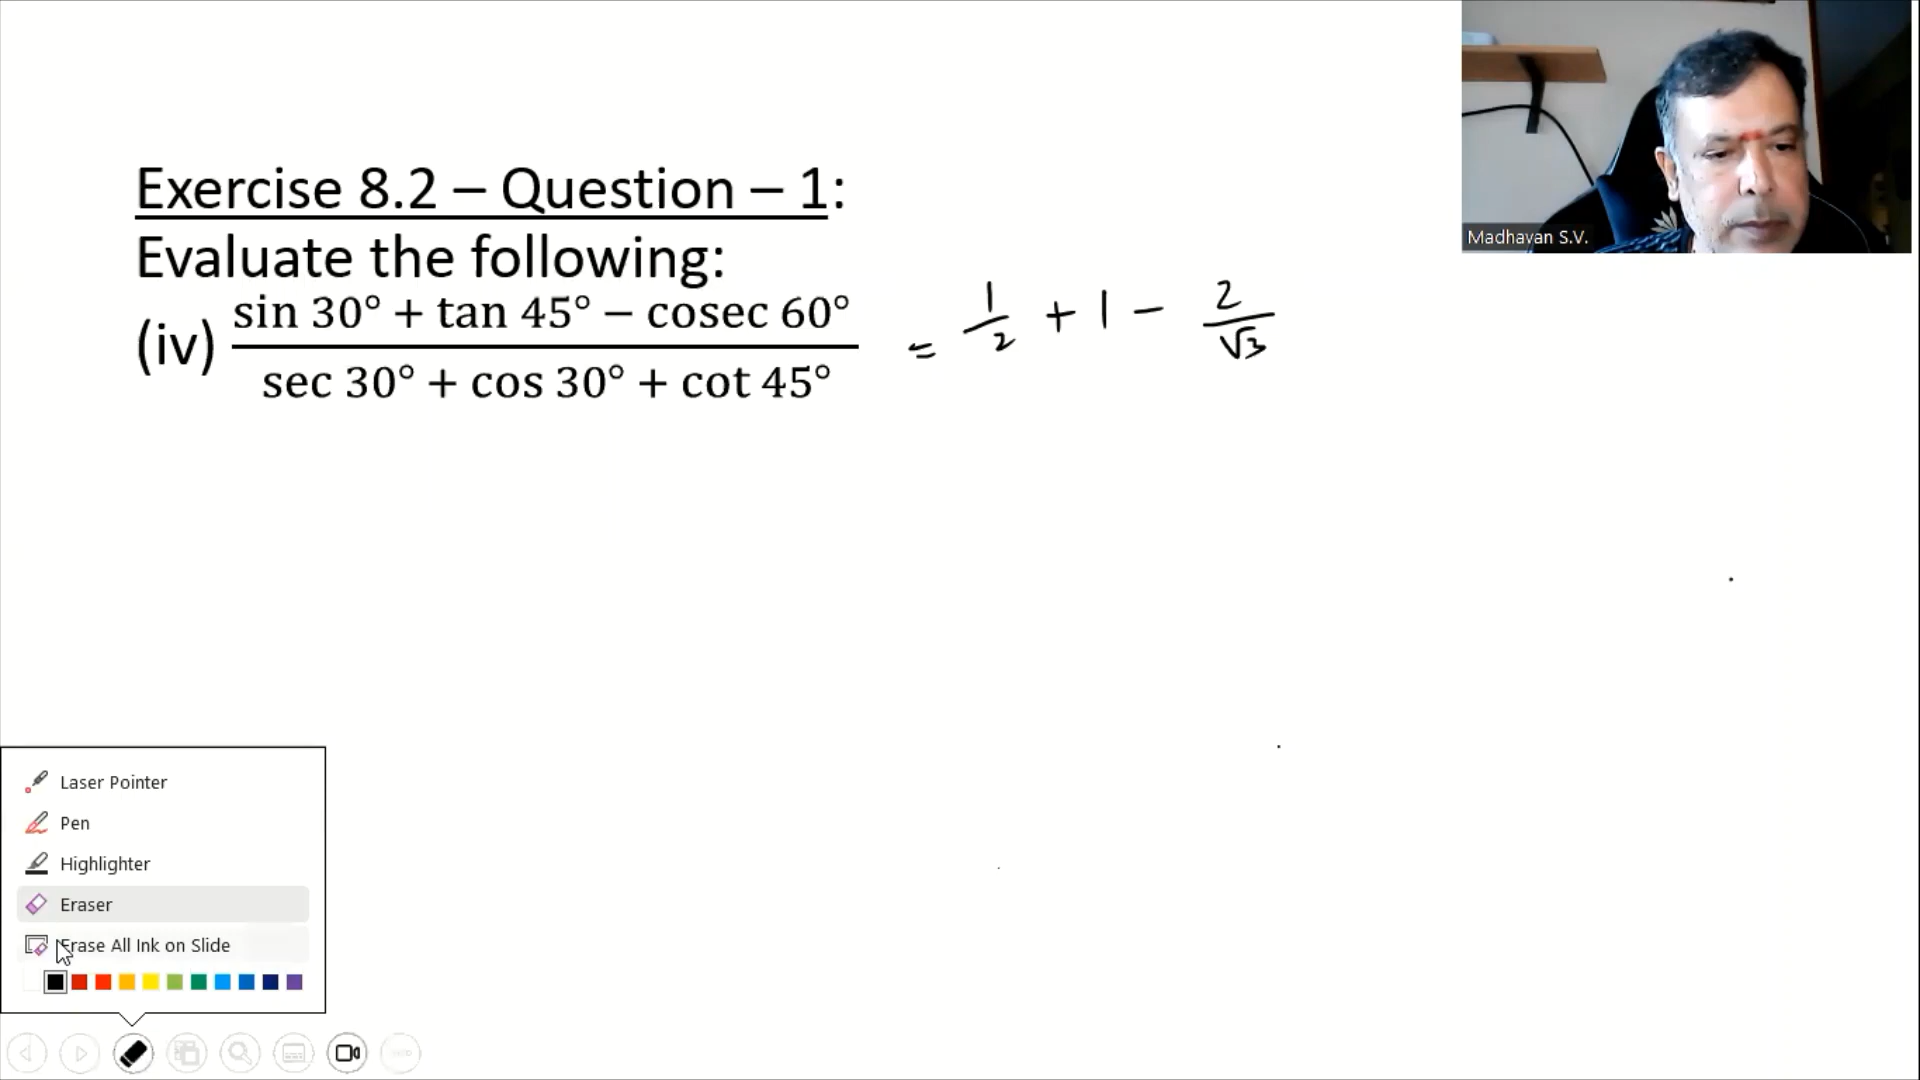 Exercise 8.2 – Question – 1:
Evaluate the following:
(iv) (sin 30° + tan 45° − cosec 60°) / (sec 30° + cos 30° + cot 45°) = 1/2 + 1 − 2/√3
Madhavan S.V.
Laser Pointer
Pen
Highlighter
Eraser
Erase All Ink on Slide